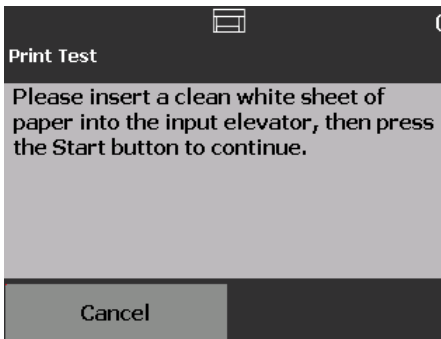 Print Test
Please insert a clean white sheet of
paper into the input elevator, then press
the Start button to continue.
Cancel